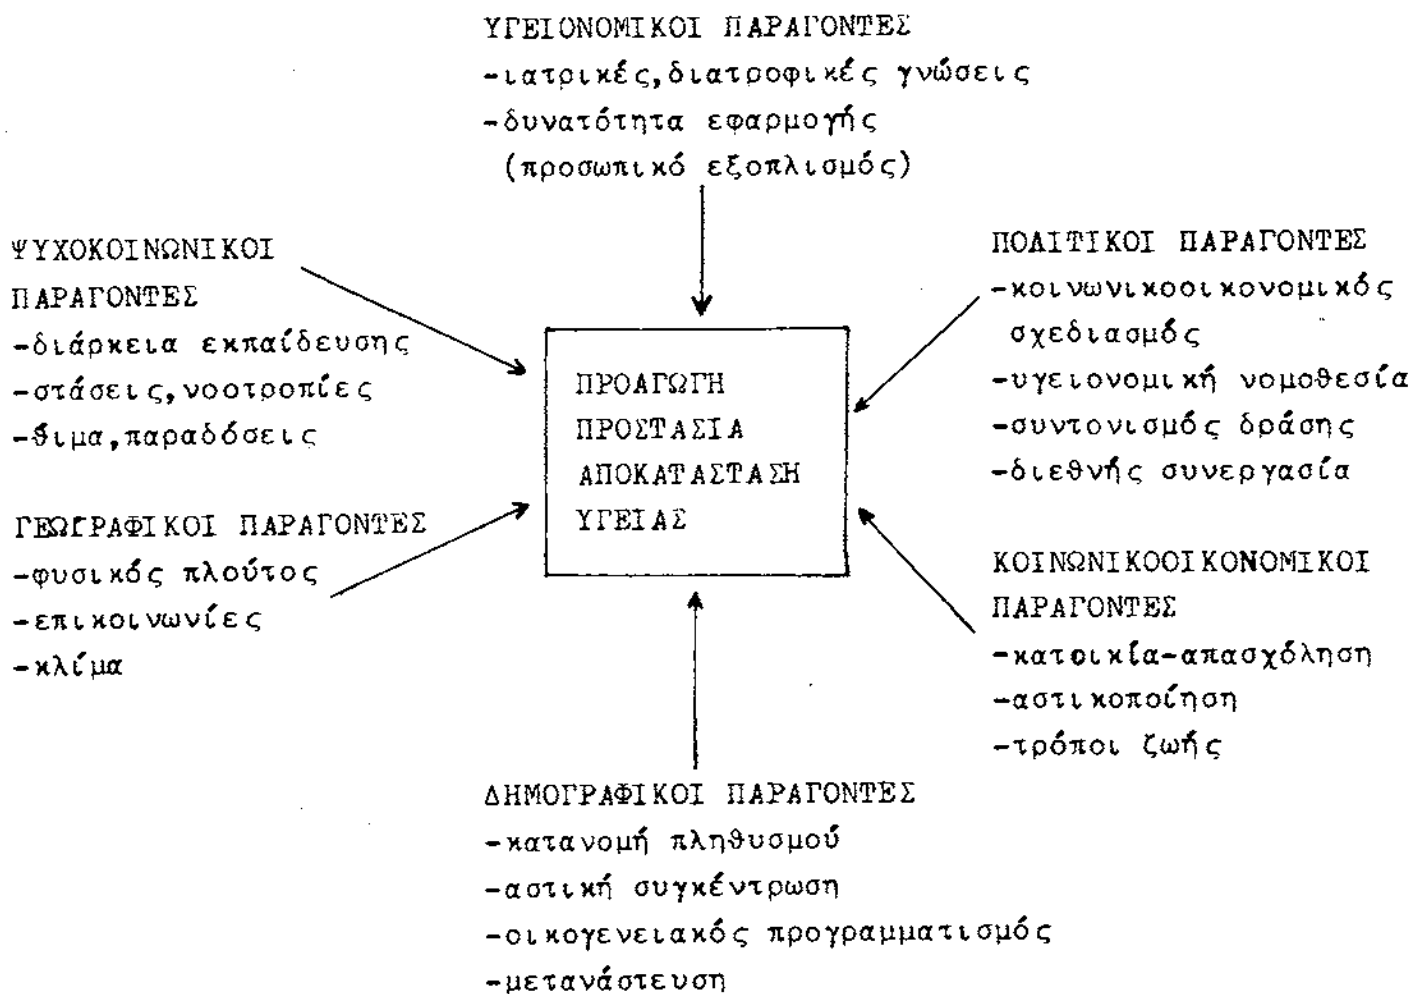 ΥΓΕΙΟΝΟΜΙΚΟΙ ΠΑΡΑΓΟΝΤΕΣ
-ιατρικές,διατροφικές γνώσεις
-δυνατότητα εφαρμογής
(προσωπικό εξοπλισμός)
ΨΥΧΟΚΟΙΝΩΝΙΚΟΙ
ΠΑΡΑΓΟΝΤΕΣ
-διάρκεια εκπαίδευσης
-στάσεις,νοοτροπίες
-θιμα,παραδόσεις
ΓΕΩΓΡΑΦΙΚΟΙ ΠΑΡΑΓΟΝΤΕΣ
-φυσικός πλούτος
-επικοινωνίες
-κλίμα
ΠΡΟΑΓΩΓΗ
ΠΡΟΣΤΑΣΙΑ
ΑΠΟΚΑΤΑΣΤΑΣΗ
ΥΓΕΙΑΣ
ΠΟΛΙΤΙΚΟΙ ΠΑΡΑΓΟΝΤΕΣ
-κοινωνικοοικονομικός
σχεδιασμός
-υγειονομική νομοθεσία
-συντονισμός δράσης
-διεθνής συνεργασία
ΚΟΙΝΩΝΙΚΟΟΙΚΟΝΟΜΙΚΟΙ
ΠΑΡΑΓΟΝΤΕΣ
-κατοικία-απασχόληση
-αστικοποίηση
-τρόποι ζωής
ΔΗΜΟΓΡΑΦΙΚΟΙ ΠΑΡΑΓΟΝΤΕΣ
-κατανομή πληθυσμού
-αστική συγκέντρωση
-οικογενειακός προγραμματισμός
-μετανάστευση